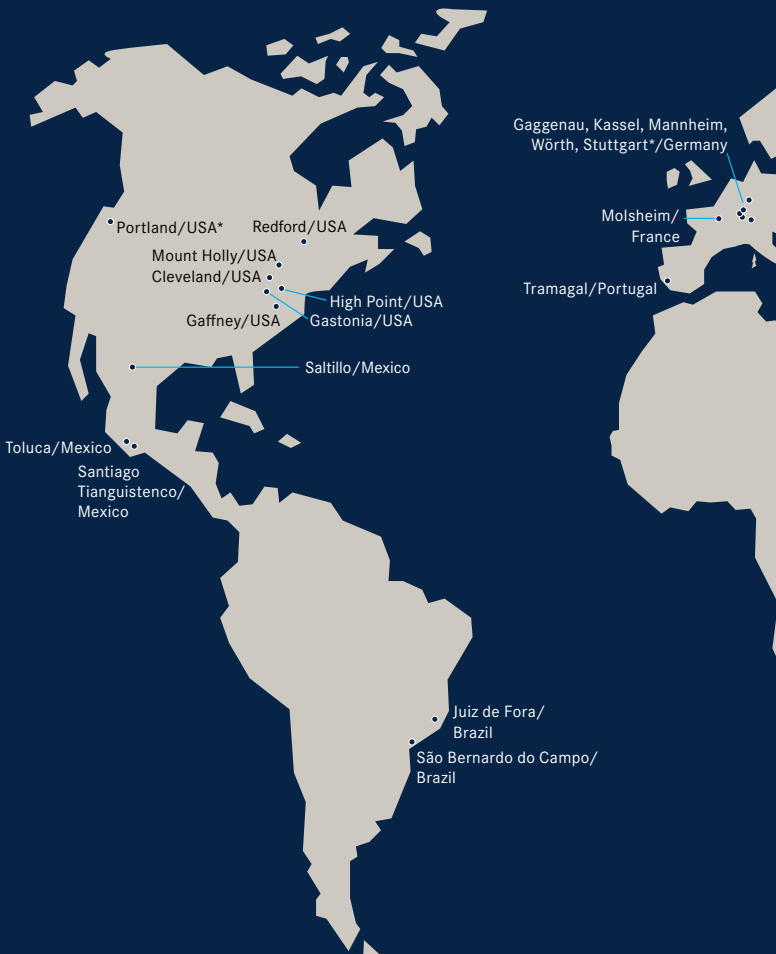 Gaggenau, Kassel, Mannheim,
Wörth, Stuttgart*/Germany
Portland/USA*
Redford/USA
Molsheim/
France
Mount Holly/USA
Cleveland/USA
Tramagal/Portugal
High Point/USA
Gaffney/USA
Gastonia/USA
Saltillo/Mexico
Toluca/Mexico
Santiago
Tianguistenco/
Mexico
Juiz de Fora/
Brazil
São Bernardo do Campo/
Brazil